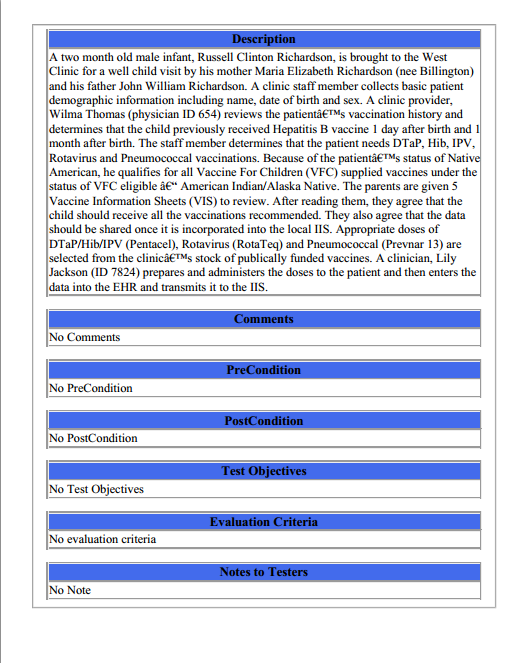 Description
A two month old male infant, Russell Clinton Richardson, is brought to the West
Clinic for a well child visit by his mother Maria Elizabeth Richardson (nee Billington)
and his father John William Richardson. A clinic staff member collects basic patient
demographic information including name, date of birth and sex. A clinic provider,
Wilma Thomas (physician ID 654) reviews the patientâ€™s vaccination history and
determines that the child previously received Hepatitis B vaccine 1 day after birth and 1
month after birth. The staff member determines that the patient needs DTaP, Hib, IPV,
Rotavirus and Pneumococcal vaccinations. Because of the patientâ€™s status of Native
American, he qualifies for all Vaccine For Children (VFC) supplied vaccines under the
status of VFC eligible â€“ American Indian/Alaska Native. The parents are given 5
Vaccine Information Sheets (VIS) to review. After reading them, they agree that the
child should receive all the vaccinations recommended. They also agree that the data
should be shared once it is incorporated into the local IIS. Appropriate doses of
DTaP/Hib/IPV (Pentacel), Rotavirus (RotaTeq) and Pneumococcal (Prevnar 13) are
selected from the clinicâ€™s stock of publically funded vaccines. A clinician, Lily
Jackson (ID 7824) prepares and administers the doses to the patient and then enters the
data into the EHR and transmits it to the IIS.
Comments
No Comments
PreCondition
No PreCondition
PostCondition
No PostCondition
Test Objectives
No Test Objectives
Evaluation Criteria
No evaluation criteria
Notes to Testers
No Note